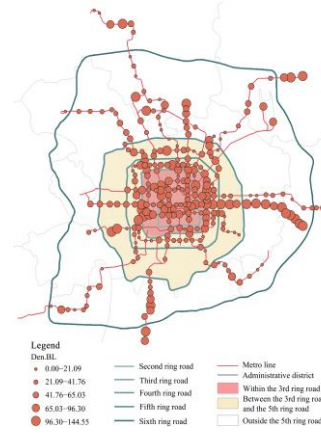 Legend
Den.BL
0.00−21.09
21.09−41.76
41.76−65.03
65.03−96.30
96.30−144.55
Second ring road
Third ring road
Fourth ring road
Fifth ring road
Sixth ring road
Metro line
Administrative district
Within the 3rd ring road
Between the 3rd ring road
and the 5th ring road
Outside the 5th ring road